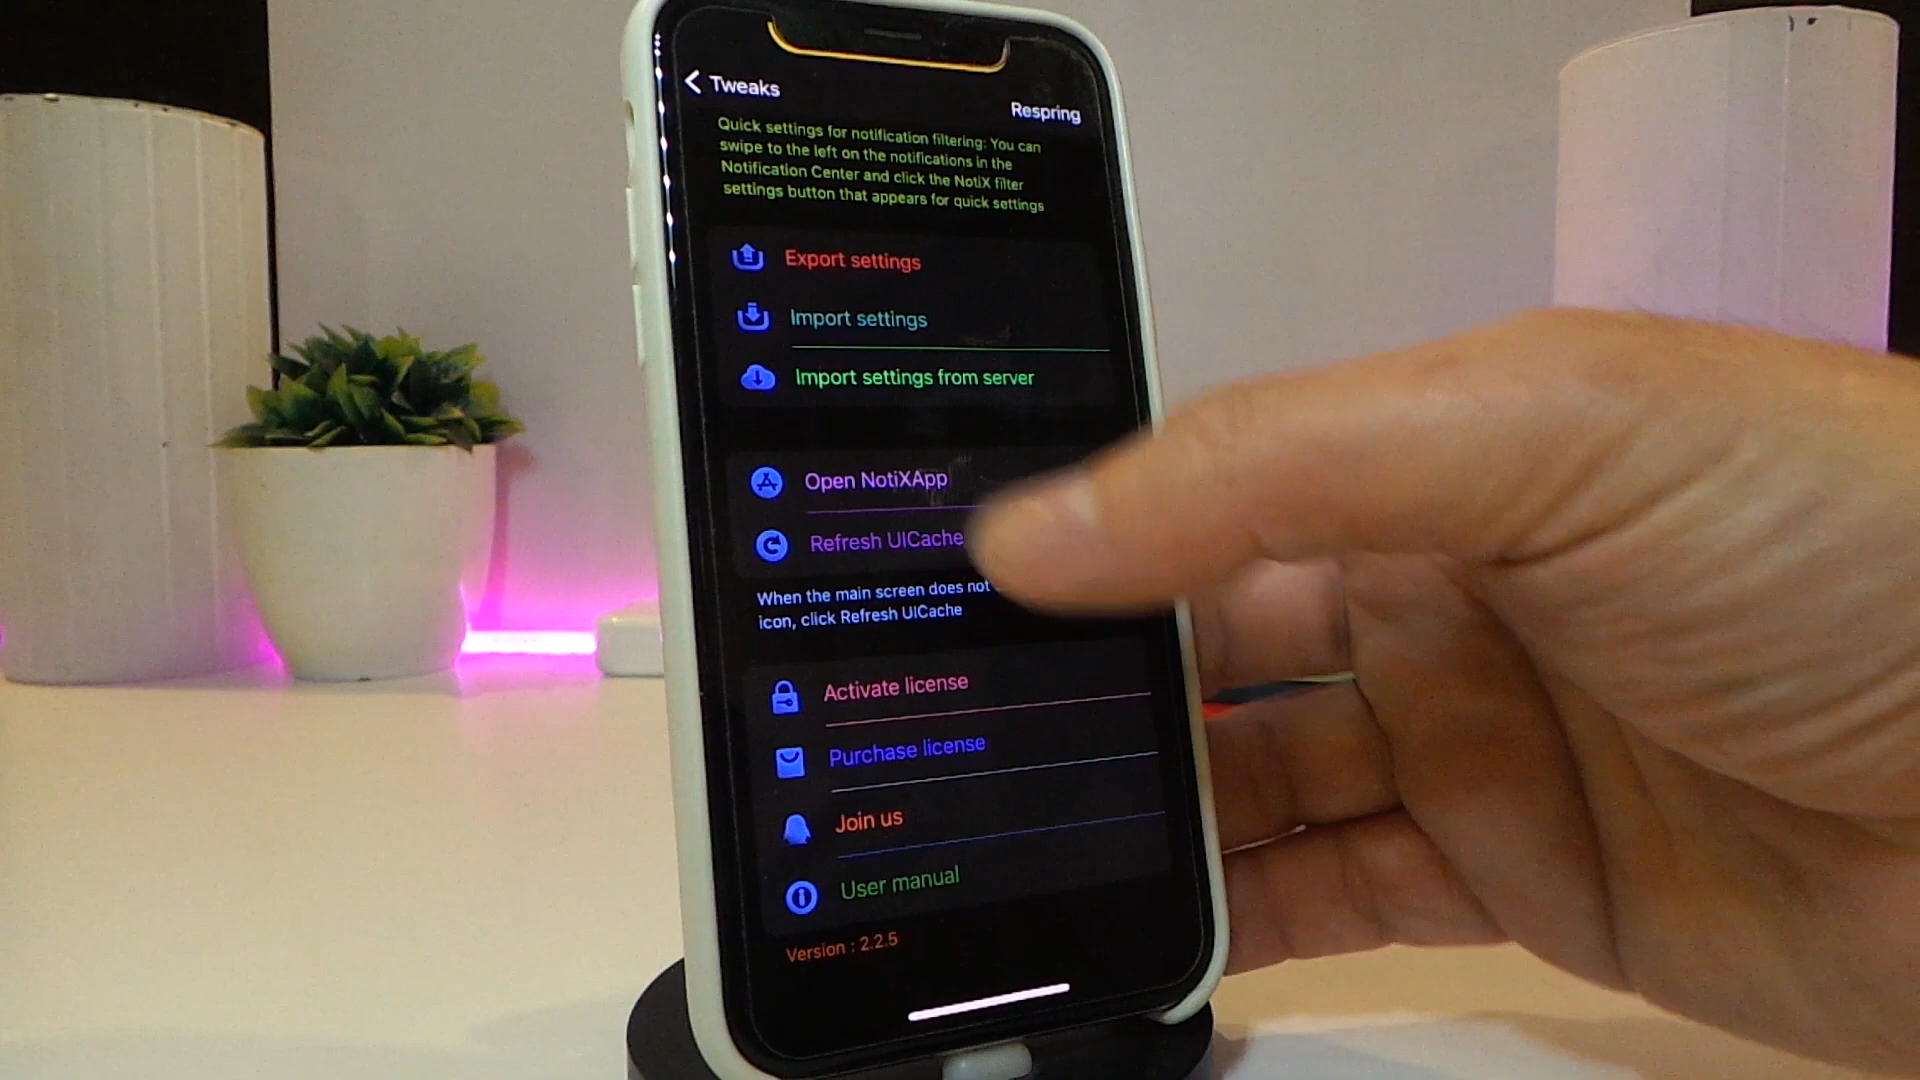 Tweaks
Respring
Quick settings for notification filtering: You can
swipe to the left on the notifications in the
Notification Center and click the NotiX filter
settings button that appears for quick settings
Export settings
Import settings
Import settings from server
Open NotiXApp
Refresh UICache
When the main screen does not
icon, click Refresh UICache
Activate license
Purchase license
Join us
User manual
Version : 2.2.5